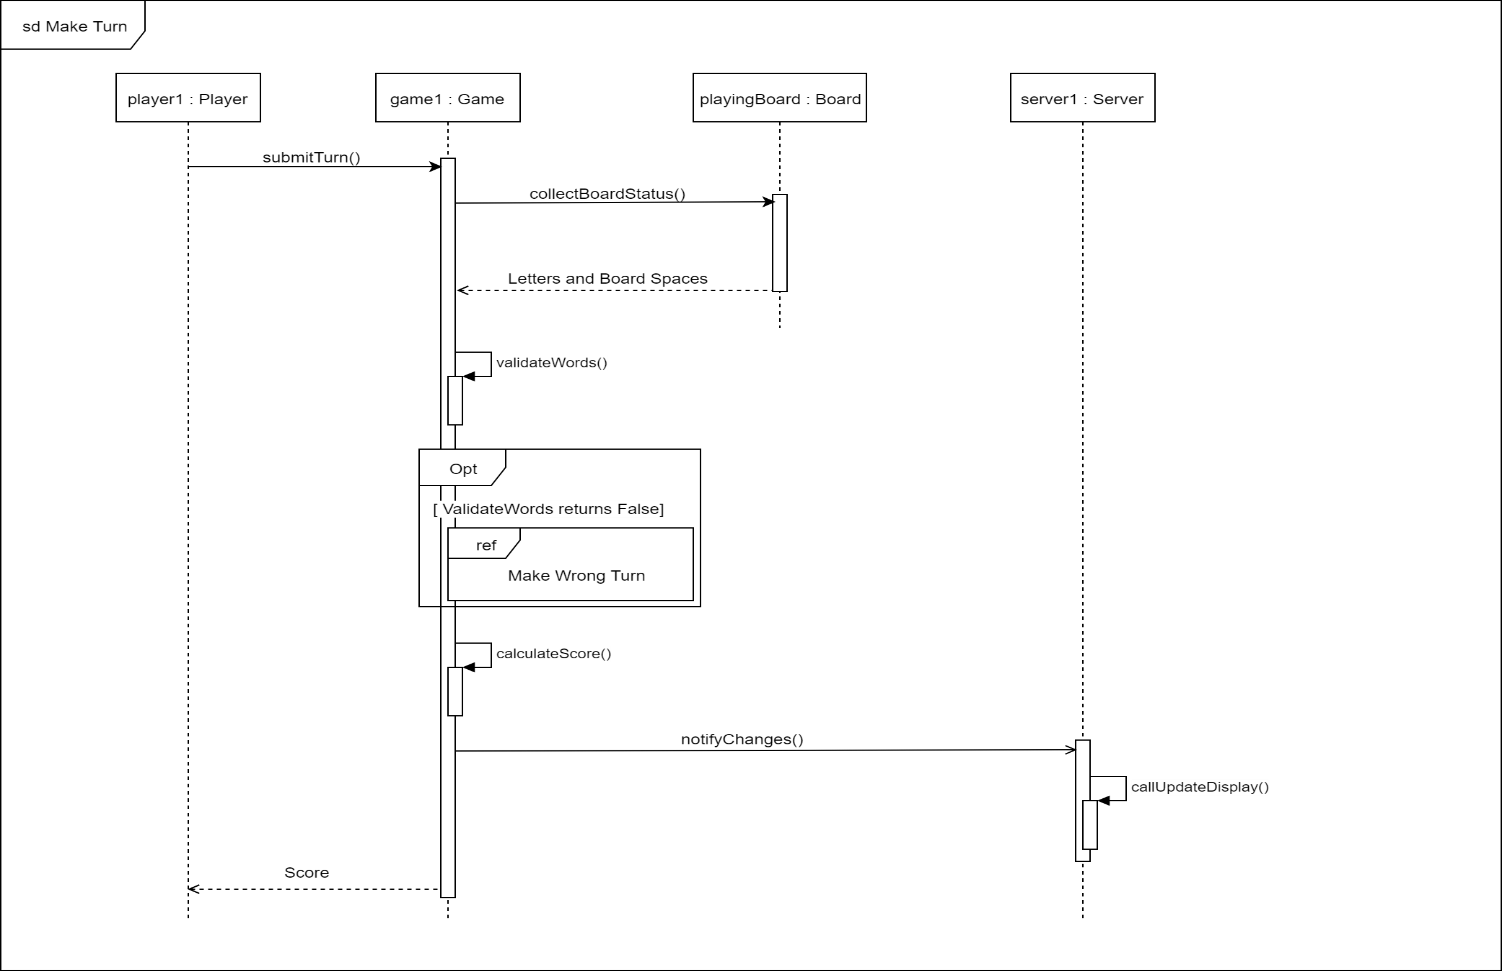 sd Make Turn
player1 : Player
game1 : Game
playingBoard : Board
server1 : Server
submitTurn()
collectBoardStatus()
Letters and Board Spaces
validateWords()
Opt
[ ValidateWords returns False]
ref
Make Wrong Turn
calculateScore()
notifyChanges()
callUpdateDisplay()
Score